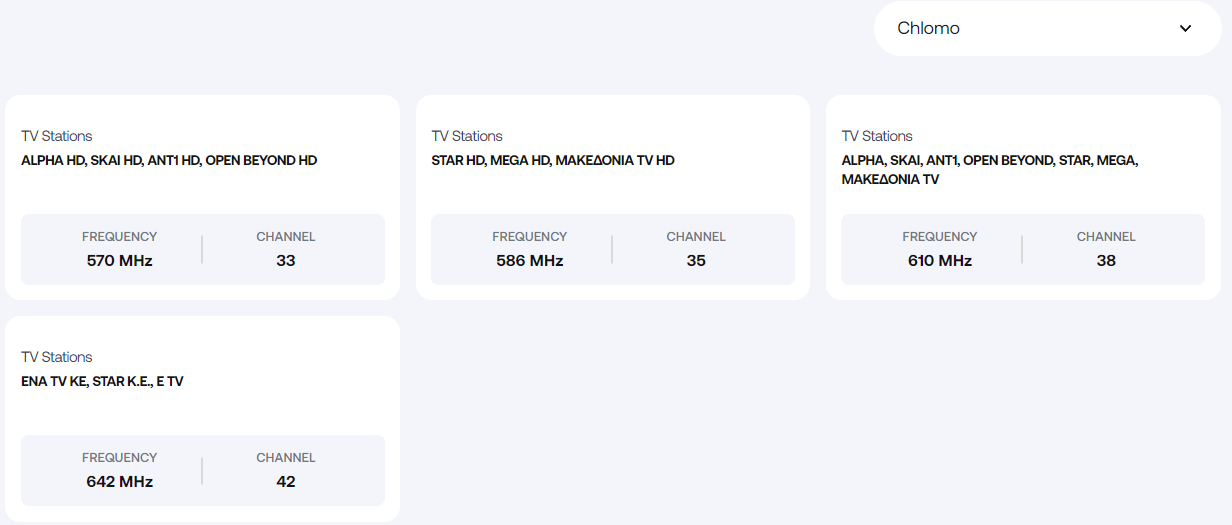 Chlomo
TV Stations
ALPHA HD, SKAI HD, ANT1 HD, OPEN BEYOND HD
FREQUENCY
570 MHz
CHANNEL
33
TV Stations
STAR HD, MEGA HD, ΜΑΚΕΔΟΝΙΑ TV HD
FREQUENCY
586 MHz
CHANNEL
35
TV Stations
ALPHA, SKAI, ANT1, OPEN BEYOND, STAR, MEGA,
ΜΑΚΕΔΟΝΙΑ TV
FREQUENCY
610 MHz
CHANNEL
38
TV Stations
ENA TV KE, STAR K.E., E TV
FREQUENCY
642 MHz
CHANNEL
42